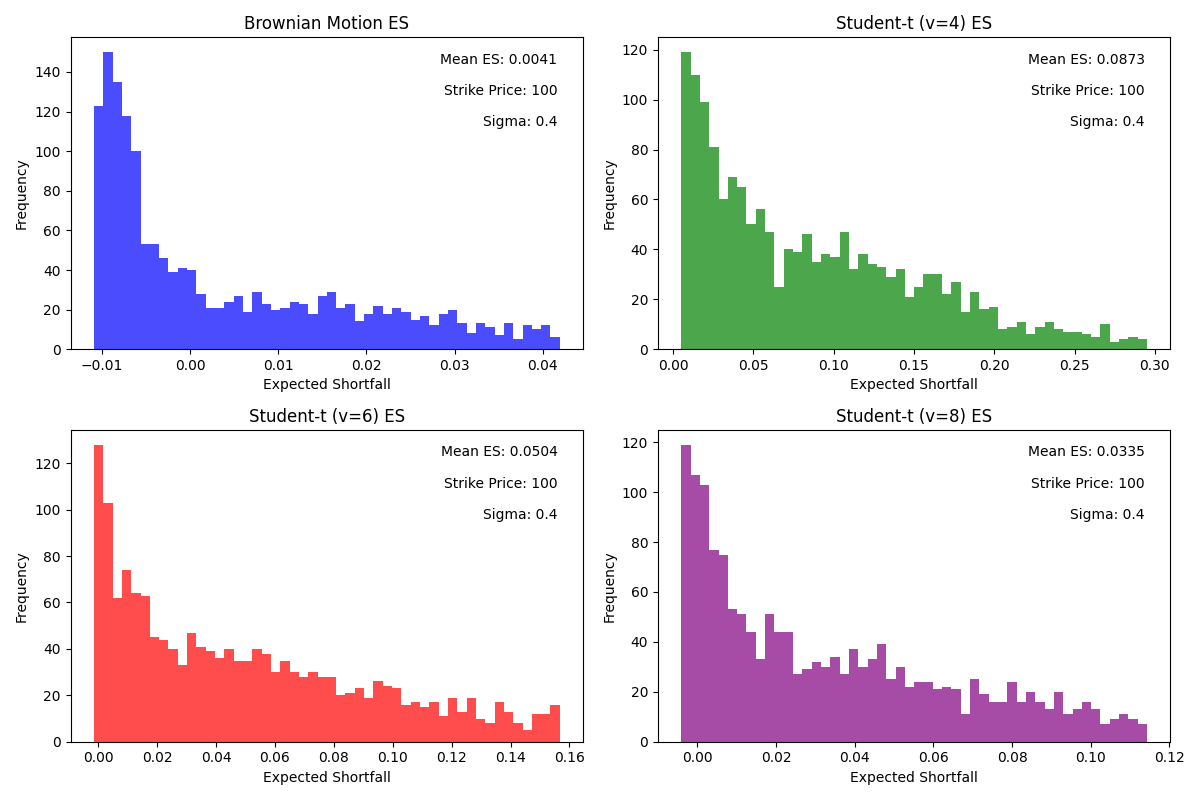 Brownian Motion ES
Mean ES: 0.0041
Strike Price: 100
Sigma: 0.4
Frequency
140
120
100
80
60
40
20
0
−0.01 0.00 0.01 0.02 0.03 0.04
Expected Shortfall
Student-t (v=4) ES
Mean ES: 0.0873
Strike Price: 100
Sigma: 0.4
Frequency
120
100
80
60
40
20
0
0.00 0.05 0.10 0.15 0.20 0.25 0.30
Expected Shortfall
Student-t (v=6) ES
Mean ES: 0.0504
Strike Price: 100
Sigma: 0.4
Frequency
120
100
80
60
40
20
0
0.00 0.02 0.04 0.06 0.08 0.10 0.12 0.14 0.16
Expected Shortfall
Student-t (v=8) ES
Mean ES: 0.0335
Strike Price: 100
Sigma: 0.4
Frequency
120
100
80
60
40
20
0
0.00 0.02 0.04 0.06 0.08 0.10 0.12
Expected Shortfall